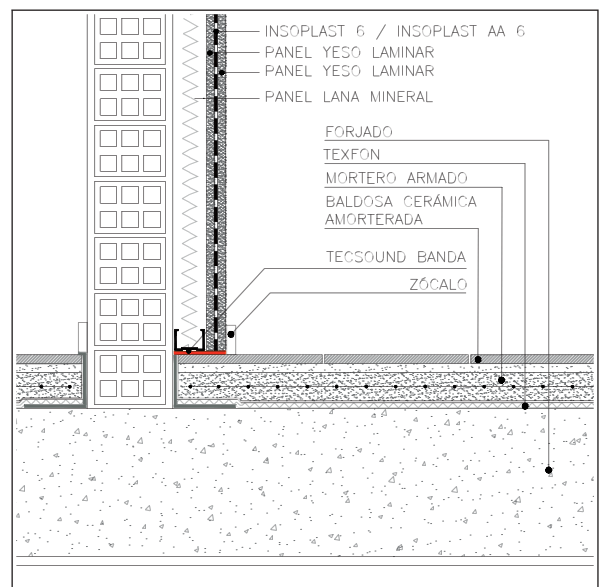 INSOPLAST 6 / INSOPLAST AA 6
PANEL YESO LAMINAR
PANEL YESO LAMINAR
PANEL LANA MINERAL
FORJADO
TEXFON
MORTERO ARMADO
BALDOSA CERÁMICA
AMORTERADA
TECSOUND BANDA
ZÓCALO